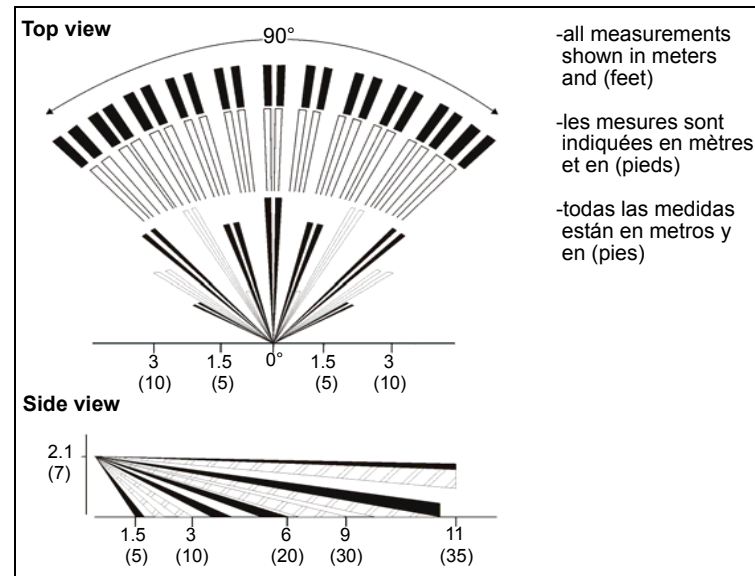 Top view
90°
-all measurements
shown in meters
and (feet)
-les mesures sont
indiquées en mètres
et en (pieds)
-todas las medidas
están en metros y
en (pies)
3 1.5 0° 1.5 3
(10) (5) (5) (10)
Side view
2.1
(7)
1.5 3 6 9 11
(5) (10) (20) (30) (35)